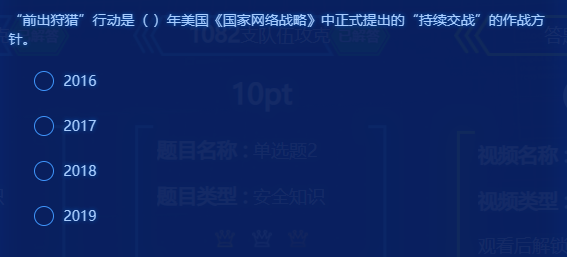 “前出狩猎”行动是（ ）年美国《国家网络战略》中正式提出的“持续交战”的作战方
针。
1082支队伍攻克
10pt
2016
2017
题目名称：单选题2
视频名称：
2018
题目类型：安全知识
视频类型：
2019
观看后解锁